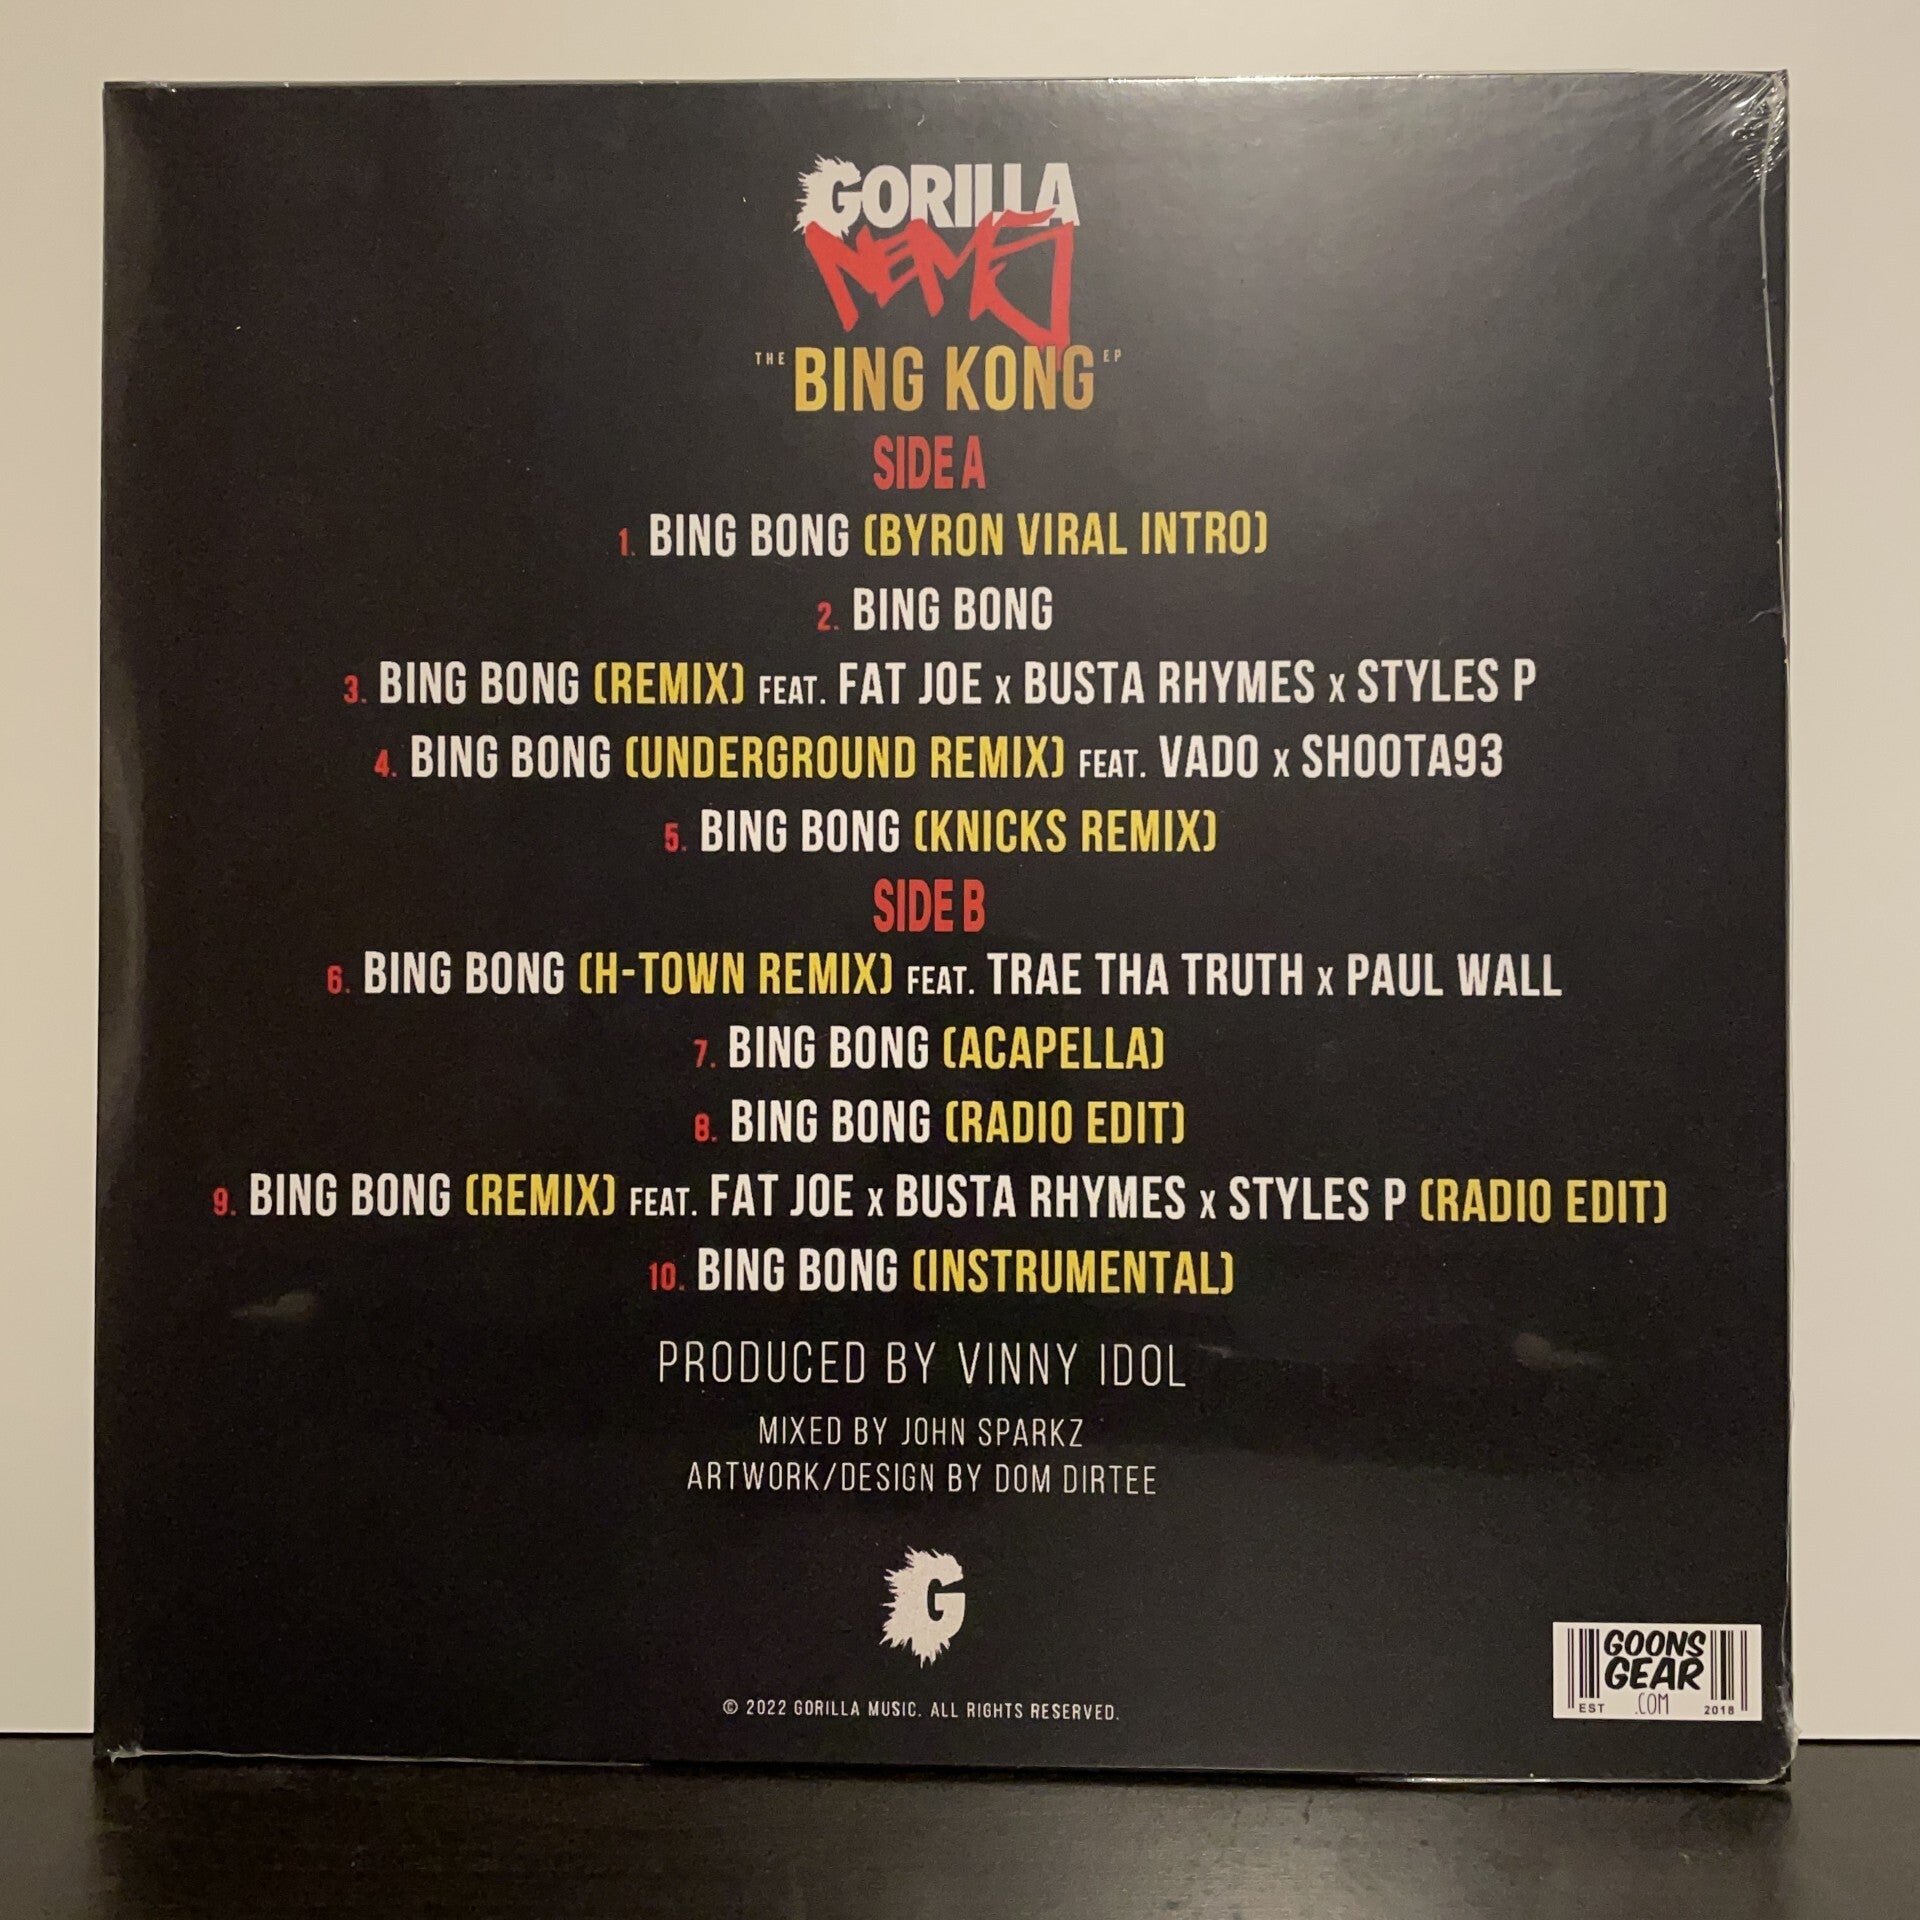 GORILLA
NEMS
THE BING KONG EP
SIDE A
1. BING BONG (BYRON VIRAL INTRO)
2. BING BONG
3. BING BONG (REMIX) FEAT. FAT JOE x BUSTA RHYMES x STYLES P
4. BING BONG (UNDERGROUND REMIX) FEAT. VADO x SHOOTA93
5. BING BONG (KNICKS REMIX)
SIDE B
6. BING BONG (H-TOWN REMIX) FEAT. TRAE THA TRUTH x PAUL WALL
7. BING BONG (ACAPELLA)
8. BING BONG (RADIO EDIT)
9. BING BONG (REMIX) FEAT. FAT JOE x BUSTA RHYMES x STYLES P (RADIO EDIT)
10. BING BONG (INSTRUMENTAL)
PRODUCED BY VINNY IDOL
MIXED BY JOHN SPARKZ
ARTWORK/DESIGN BY DOM DIRTEE
G
GOONS
GEAR
EST .COM 2018
© 2022 GORILLA MUSIC. ALL RIGHTS RESERVED.